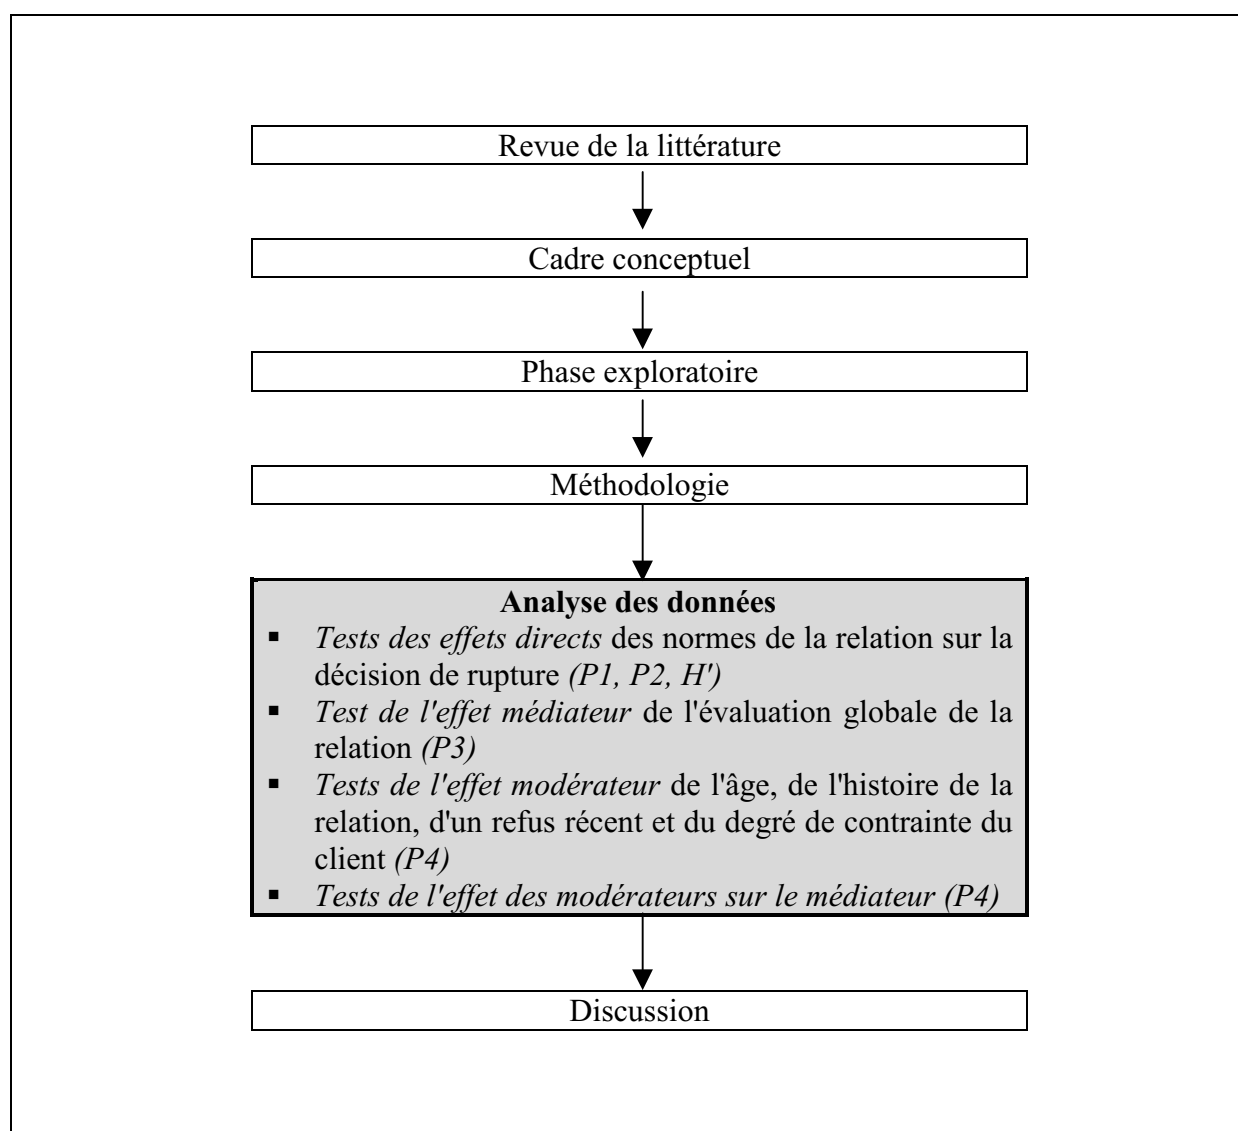 Revue de la littérature
Cadre conceptuel
Phase exploratoire
Méthodologie
Analyse des données
▪ Tests des effets directs des normes de la relation sur la
décision de rupture (P1, P2, H')
▪ Test de l'effet médiateur de l'évaluation globale de la
relation (P3)
▪ Tests de l'effet modérateur de l'âge, de l'histoire de la
relation, d'un refus récent et du degré de contrainte du
client (P4)
▪ Tests de l'effet des modérateurs sur le médiateur (P4)
Discussion